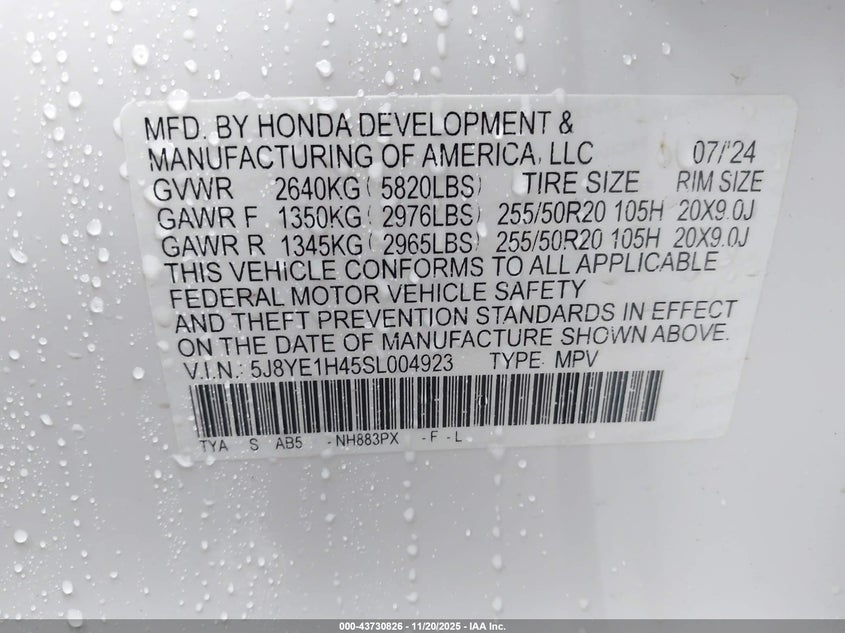 MFD. BY HONDA DEVELOPMENT &
MANUFACTURING OF AMERICA, LLC 07/'24
GVWR 2640KG ( 5820LBS) TIRE SIZE RIM SIZE
GAWR F 1350KG ( 2976LBS) 255/50R20 105H 20X9.0J
GAWR R 1345KG ( 2965LBS) 255/50R20 105H 20X9.0J
THIS VEHICLE CONFORMS TO ALL APPLICABLE
FEDERAL MOTOR VEHICLE SAFETY
AND THEFT PREVENTION STANDARDS IN EFFECT
ON THE DATE OF MANUFACTURE SHOWN ABOVE.
V.I.N.: 5J8YE1H45SL004923 TYPE: MPV
TYA S AB5 - NH883PX - F - L
000-43730826 - 11/20/2025 - IAA Inc.